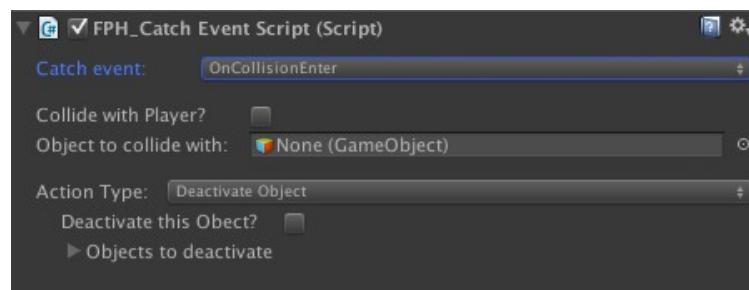 FPH_Catch Event Script (Script)
Catch event: OnCollisionEnter
Collide with Player?
Object to collide with: None (GameObject)
Action Type: Deactivate Object
Deactivate this Obect?
Objects to deactivate